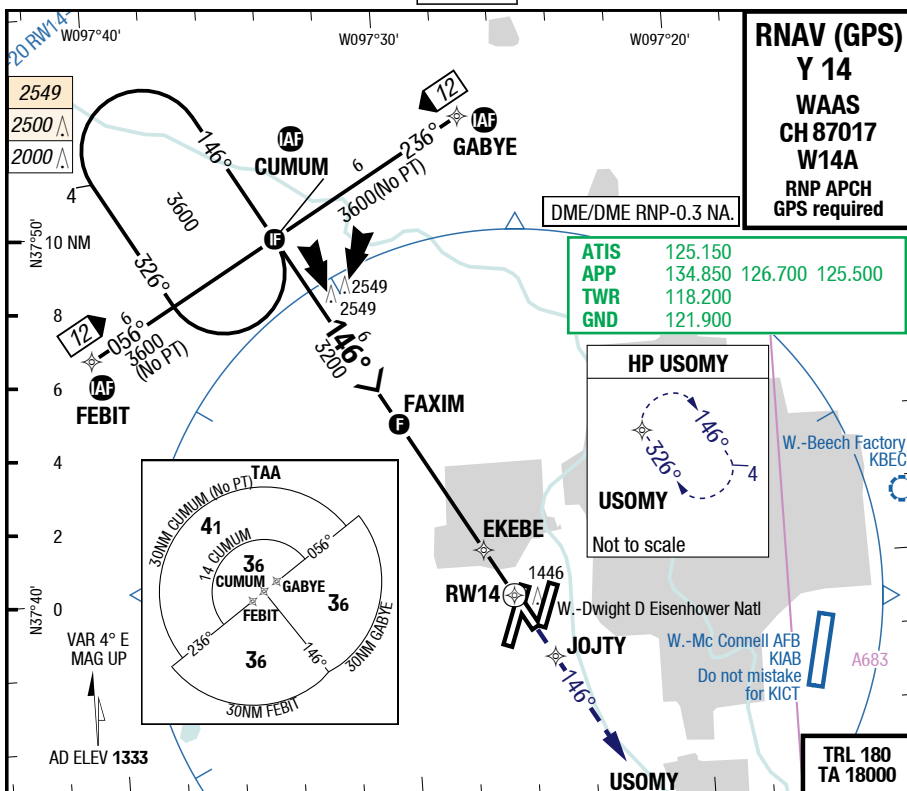 W097°40'
W097°30'
W097°20'
20 RW14
RNAV (GPS)
Y 14
WAAS
CH 87017
W14A
RNP APCH
GPS required
2549
2500
2000
IAF
CUMUM
12
236°
IAF
GABYE
6
3600(No PT)
146°
3600
4
326°
IF
N37°50'
10 NM
8
6
4
2
0
N37°40'
DME/DME RNP-0.3 NA.
ATIS 125.150
APP 134.850 126.700 125.500
TWR 118.200
GND 121.900
2549
2549
12
056°
6
3600
(No PT)
IAF
FEBIT
146°
6
3200
F
FAXIM
HP USOMY
146°
326°
4
USOMY
Not to scale
W.-Beech Factory
KBEC
TAA
30NM CUMUM (No PT)
41
14 CUMUM
36
056°
CUMUM
GABYE
FEBIT
36
30NM GABYE
236°
146°
36
30NM FEBIT
EKEBE
1446
RW14
W.-Dwight D Eisenhower Natl
JOJTY
146°
USOMY
W.-Mc Connell AFB
KIAB
Do not mistake
for KICT
A683
VAR 4° E
MAG UP
AD ELEV 1333
TRL 180
TA 18000